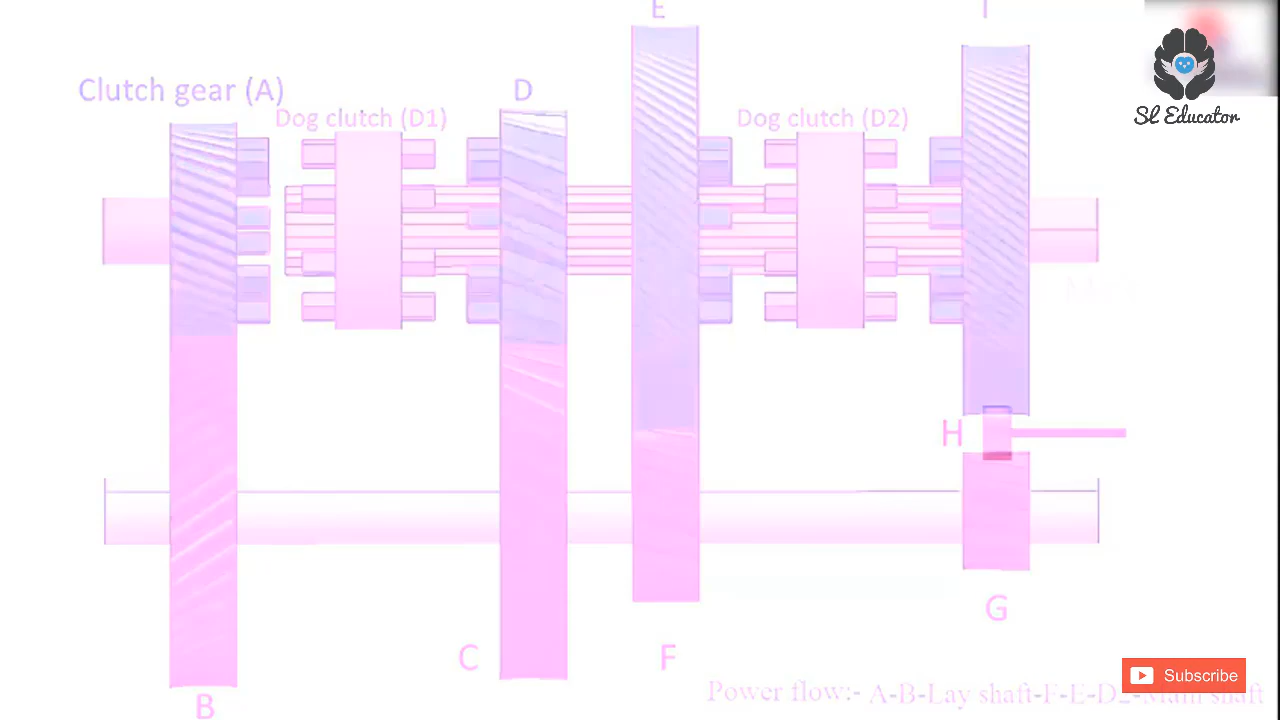 E
I
Clutch gear (A)
D
Dog clutch (D1)
Dog clutch (D2)
SL Educator
H
G
C
F
B
Subscribe
Power flow:- A-B-Lay shaft-F-E-D2-Main shaft